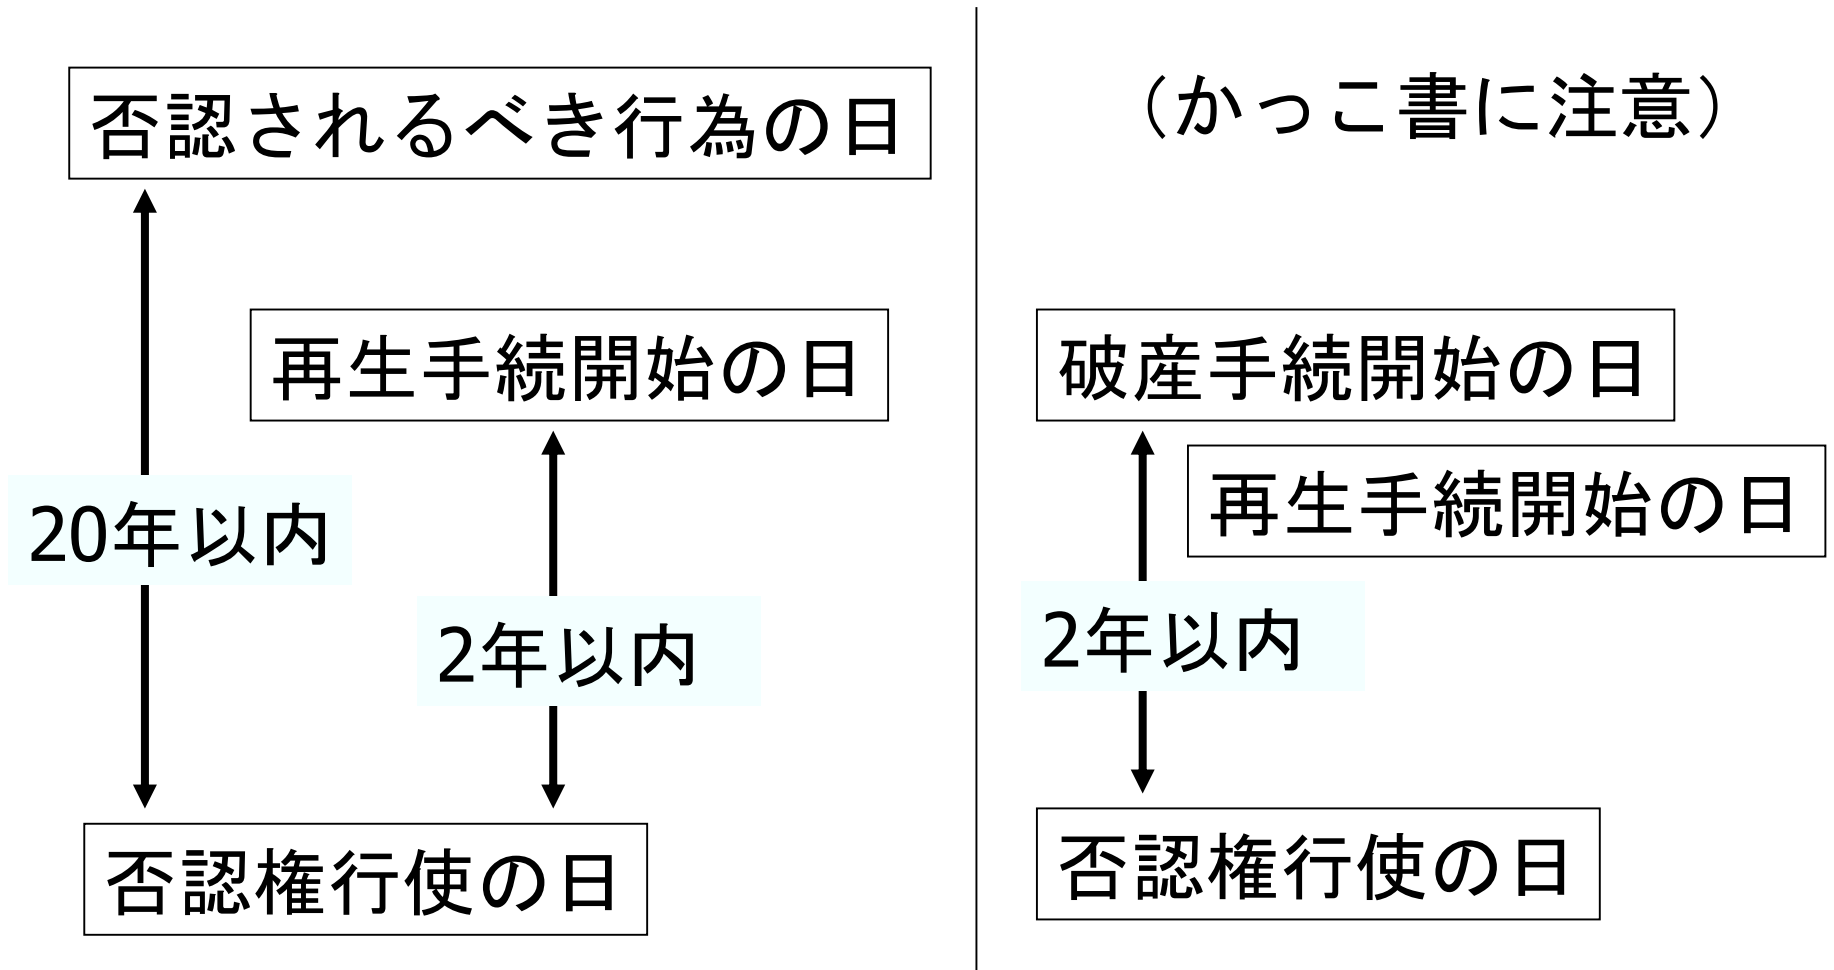 否認されるべき行為の日
再生手続開始の日
20年以内
2年以内
否認権行使の日
（かっこ書に注意）
破産手続開始の日
再生手続開始の日
2年以内
否認権行使の日